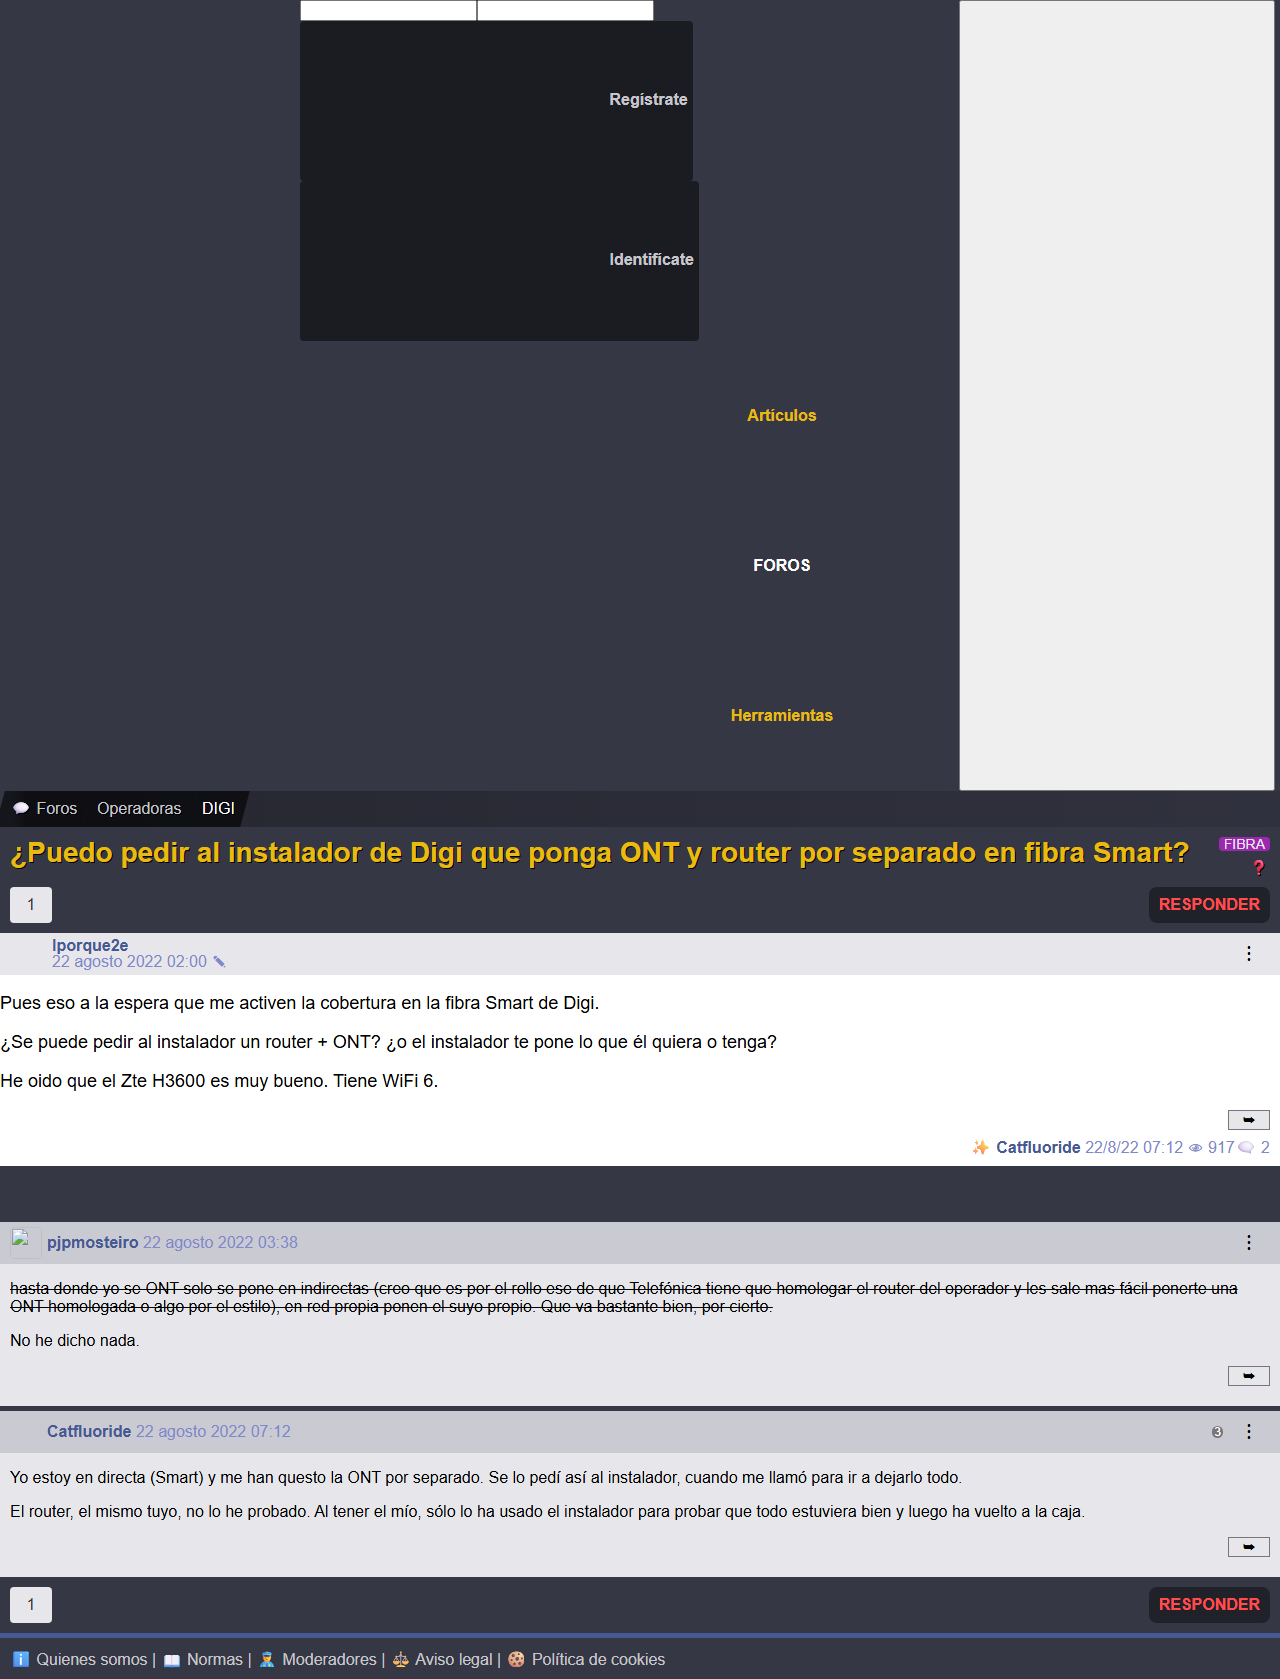 Regístrate
Identifícate
Artículos
FOROS
Herramientas
Foros Operadoras DIGI
¿Puedo pedir al instalador de Digi que ponga ONT y router por separado en fibra Smart?
FIBRA
1
RESPONDER
lporque2e
22 agosto 2022 02:00
Pues eso a la espera que me activen la cobertura en la fibra Smart de Digi.
¿Se puede pedir al instalador un router + ONT? ¿o el instalador te pone lo que él quiera o tenga?
He oido que el Zte H3600 es muy bueno. Tiene WiFi 6.
Catfluoride 22/8/22 07:12 917 2
pjpmosteiro 22 agosto 2022 03:38
hasta donde yo se ONT solo se pone en indirectas (creo que es por el rollo ese de que Telefónica tiene que homologar el router del operador y les sale mas fácil ponerte una
ONT homologada o algo por el estilo), en red propia ponen el suyo propio. Que va bastante bien, por cierto.
No he dicho nada.
Catfluoride 22 agosto 2022 07:12 3
Yo estoy en directa (Smart) y me han questo la ONT por separado. Se lo pedí así al instalador, cuando me llamó para ir a dejarlo todo.
El router, el mismo tuyo, no lo he probado. Al tener el mío, sólo lo ha usado el instalador para probar que todo estuviera bien y luego ha vuelto a la caja.
1
RESPONDER
Quienes somos | Normas | Moderadores | Aviso legal | Política de cookies